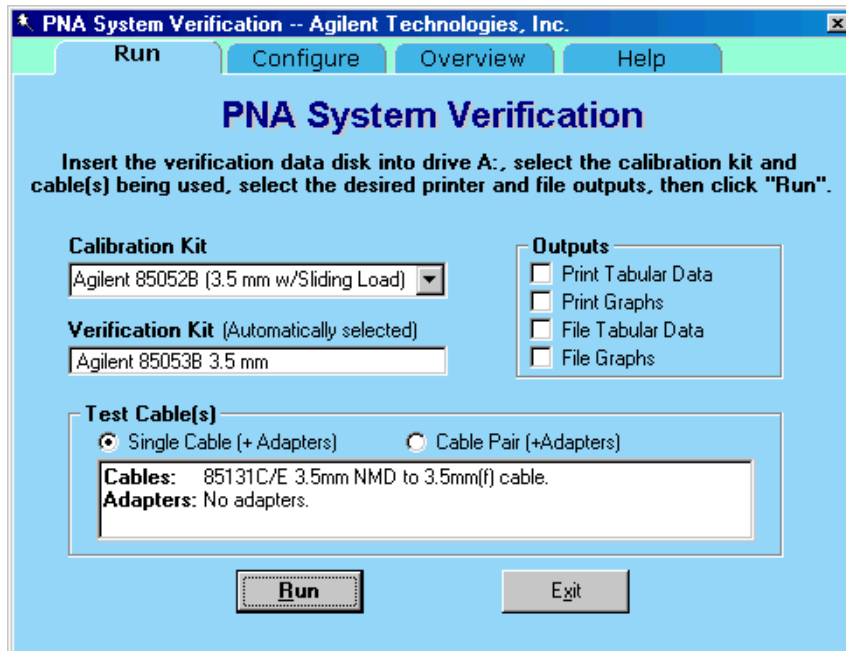 PNA System Verification -- Agilent Technologies, Inc.
Run
Configure
Overview
Help
PNA System Verification
Insert the verification data disk into drive A:, select the calibration kit and
cable(s) being used, select the desired printer and file outputs, then click "Run".
Calibration Kit
Agilent 85052B (3.5 mm w/Sliding Load)
Verification Kit (Automatically selected)
Agilent 85053B 3.5 mm
Outputs
Print Tabular Data
Print Graphs
File Tabular Data
File Graphs
Test Cable(s)
Single Cable (+ Adapters)
Cable Pair (+Adapters)
Cables: 85131C/E 3.5mm NMD to 3.5mm(f) cable.
Adapters: No adapters.
Run
Exit